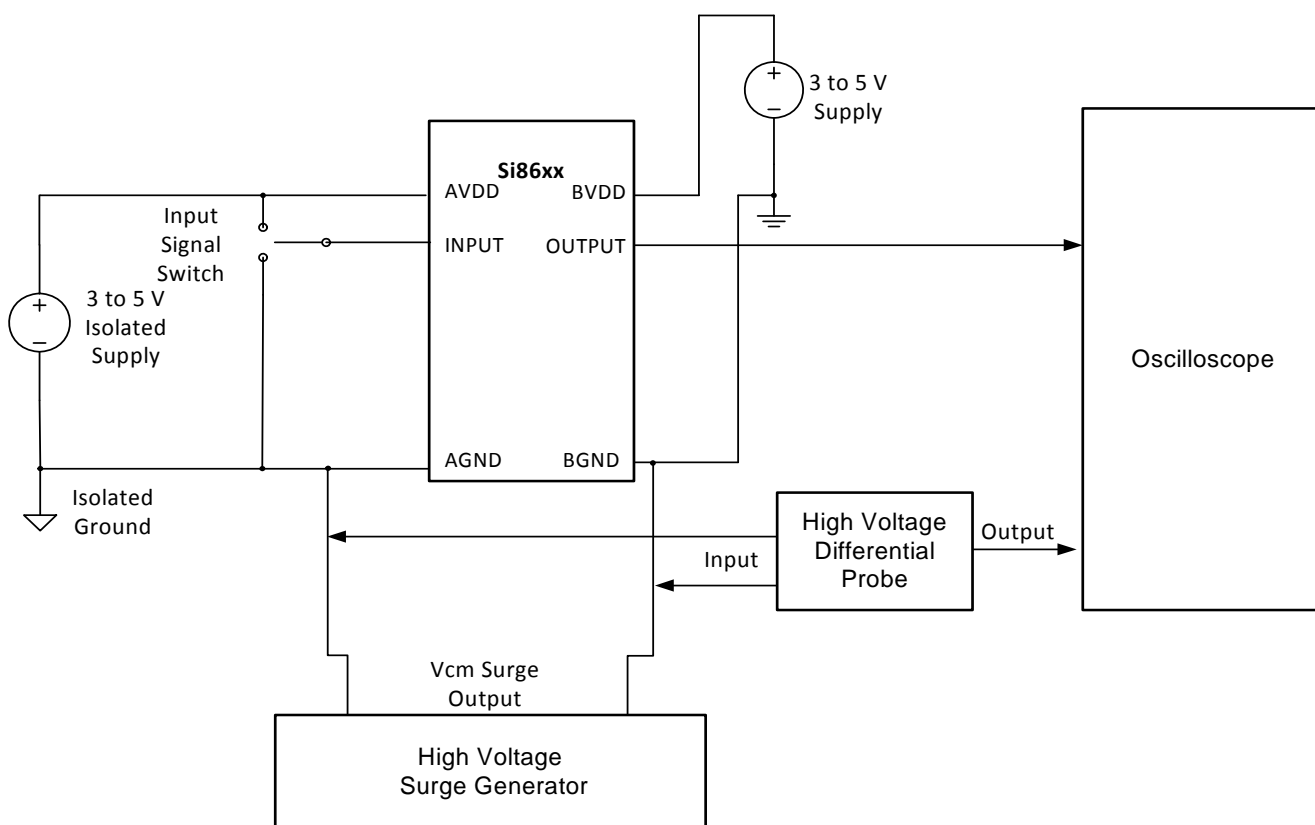 3 to 5 V
Supply
Si86xx
AVDD
BVDD
Input
Signal
Switch
INPUT
OUTPUT
3 to 5 V
Isolated
Supply
Oscilloscope
AGND
BGND
Isolated
Ground
High Voltage
Differential
Probe
Input
Output
Vcm Surge
Output
High Voltage
Surge Generator